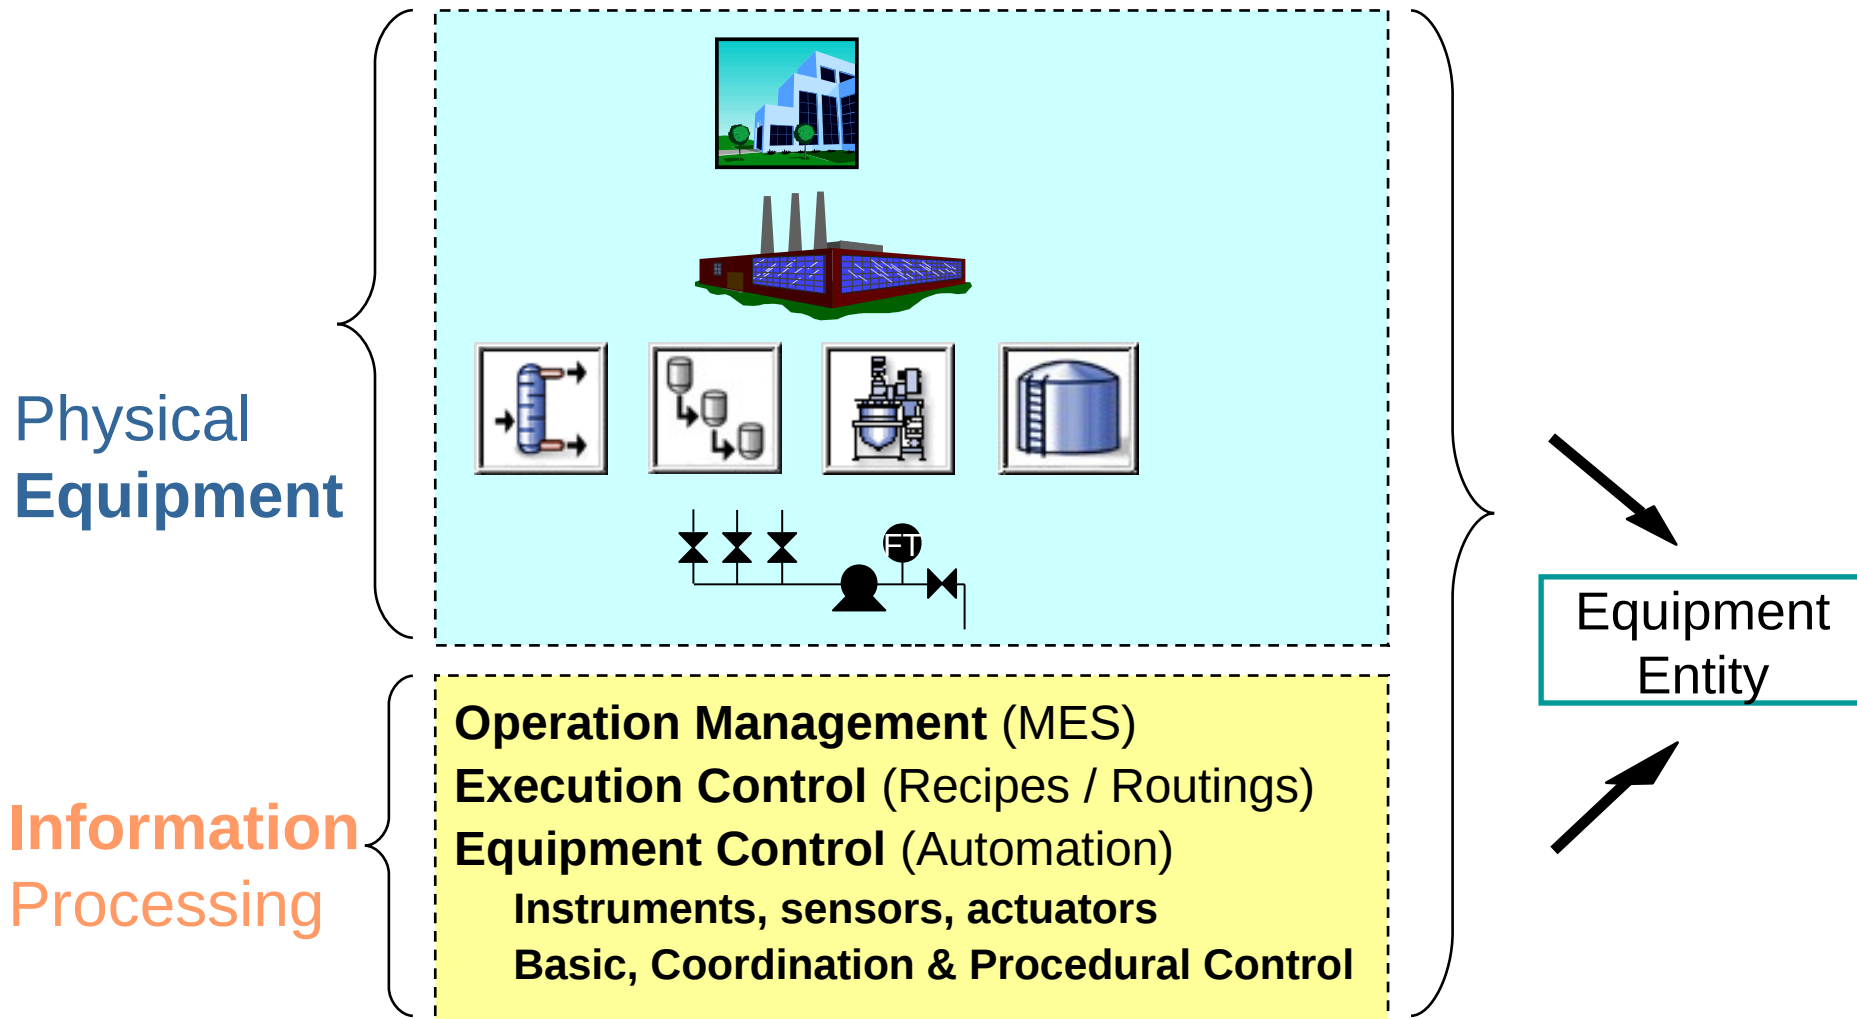 Physical
Equipment
FT
Operation Management (MES)
Execution Control (Recipes / Routings)
Equipment Control (Automation)
Instruments, sensors, actuators
Basic, Coordination & Procedural Control
Information
Processing
Equipment
Entity